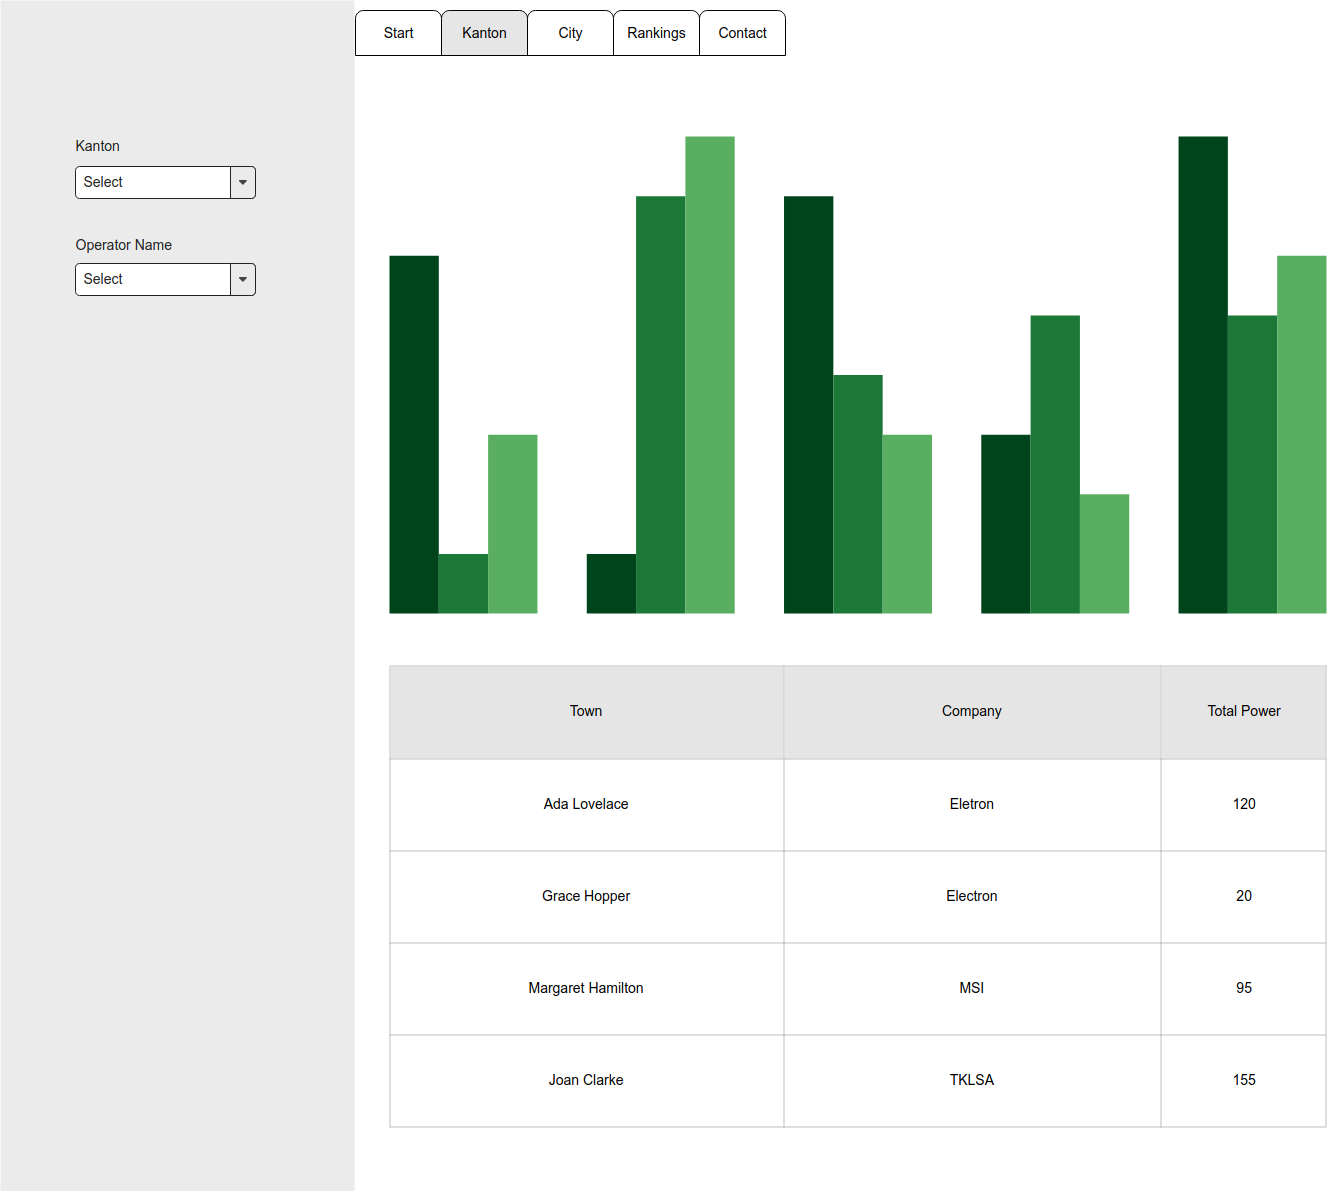 Start Kanton City Rankings Contact
Kanton
Select
Operator Name
Select
Town Company Total Power
Ada Lovelace Eletron 120
Grace Hopper Electron 20
Margaret Hamilton MSI 95
Joan Clarke TKLSA 155